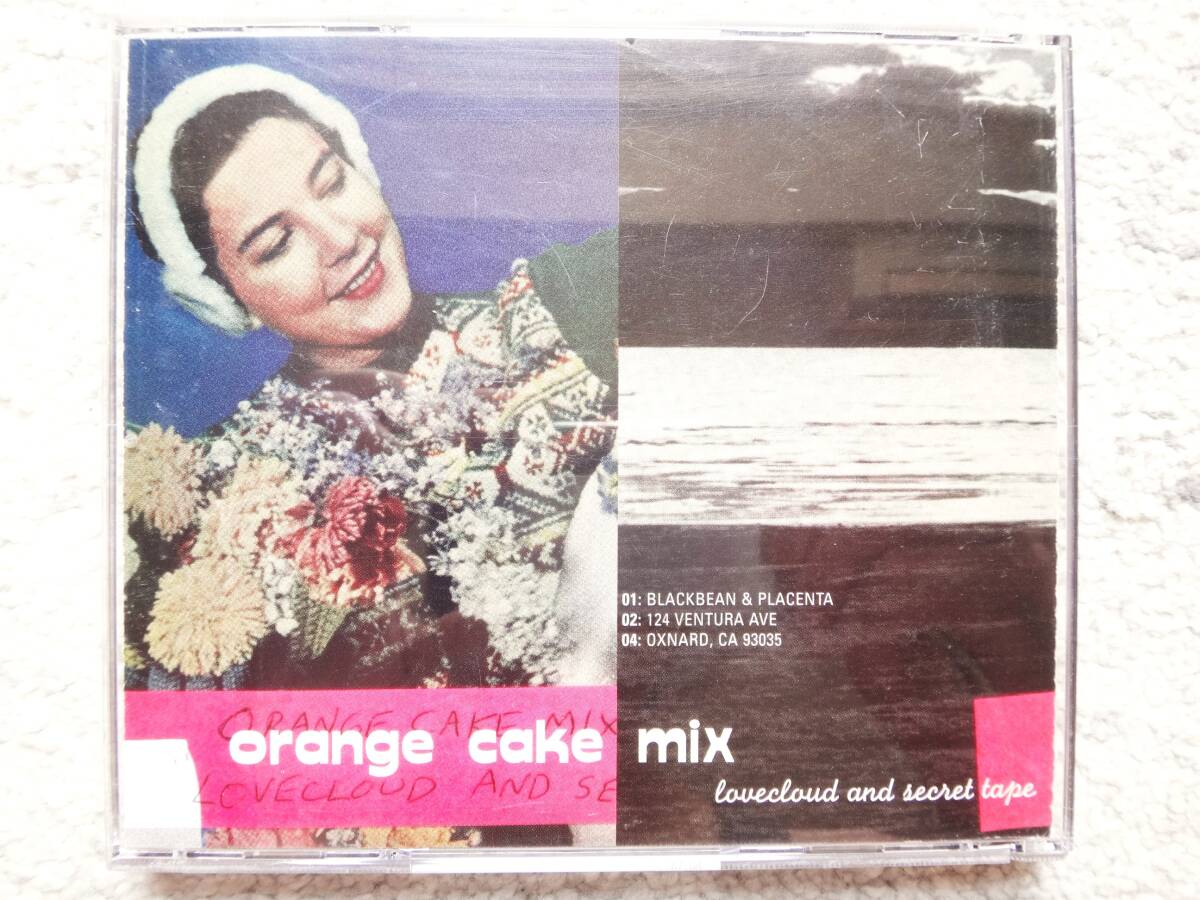 01: BLACKBEAN & PLACENTA
02: 124 VENTURA AVE
04: OXNARD, CA 93035
ORANGE CAKE MIX
orange cake mix
LOVECLOUD AND SE
lovecloud and secret tape